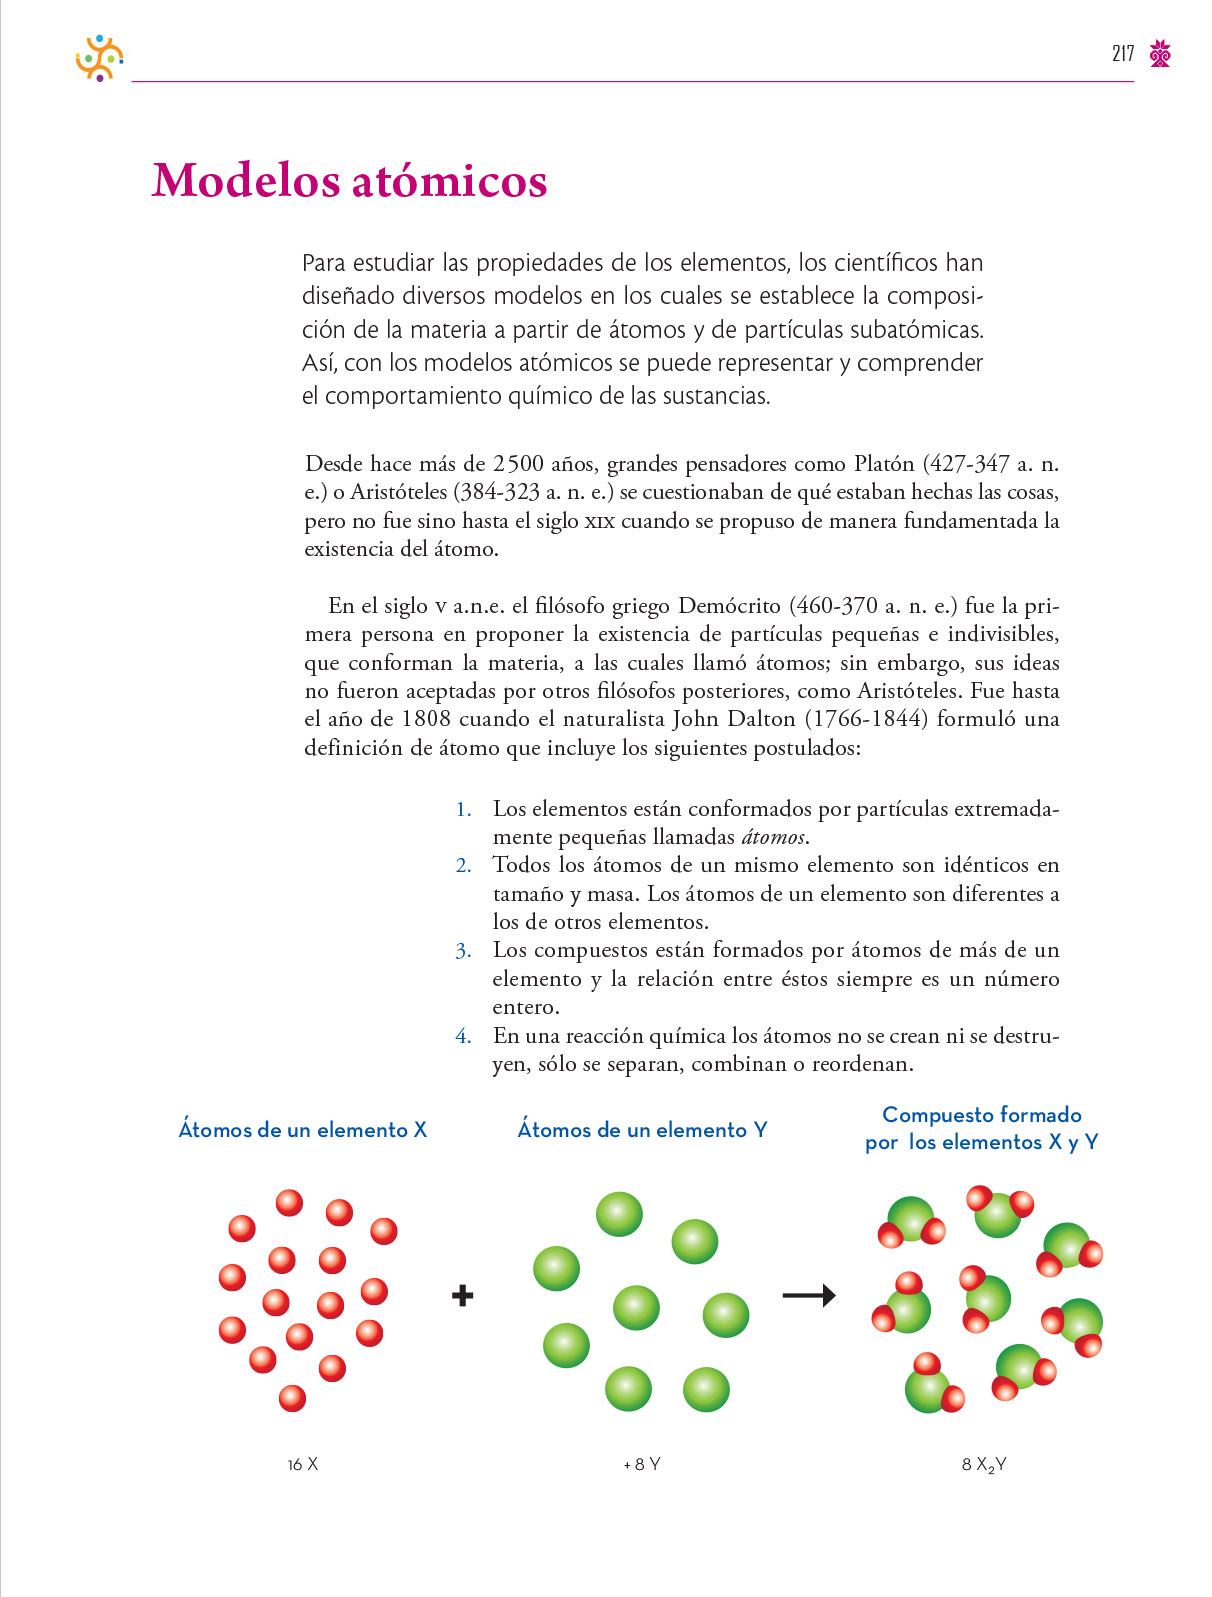 217
Modelos atómicos
Para estudiar las propiedades de los elementos, los científicos han
diseñado diversos modelos en los cuales se establece la composi-
ción de la materia a partir de átomos y de partículas subatómicas.
Así, con los modelos atómicos se puede representar y comprender
el comportamiento químico de las sustancias.
Desde hace más de 2500 años, grandes pensadores como Platón (427-347 a. n.
e.) o Aristóteles (384-323 a. n. e.) se cuestionaban de qué estaban hechas las cosas,
pero no fue sino hasta el siglo XIX cuando se propuso de manera fundamentada la
existencia del átomo.
En el siglo V a.n.e. el filósofo griego Demócrito (460-370 a. n. e.) fue la pri-
mera persona en proponer la existencia de partículas pequeñas e indivisibles,
que conforman la materia, a las cuales llamó átomos; sin embargo, sus ideas
no fueron aceptadas por otros filósofos posteriores, como Aristóteles. Fue hasta
el año de 1808 cuando el naturalista John Dalton (1766-1844) formuló una
definición de átomo que incluye los siguientes postulados:
1. Los elementos están conformados por partículas extremada-
mente pequeñas llamadas átomos.
2. Todos los átomos de un mismo elemento son idénticos en
tamaño y masa. Los átomos de un elemento son diferentes a
los de otros elementos.
3. Los compuestos están formados por átomos de más de un
elemento y la relación entre éstos siempre es un número
entero.
4. En una reacción química los átomos no se crean ni se destru-
yen, sólo se separan, combinan o reordenan.
Átomos de un elemento X
Átomos de un elemento Y
Compuesto formado
por los elementos X y Y
+
16 X
+ 8 Y
8 X₂Y